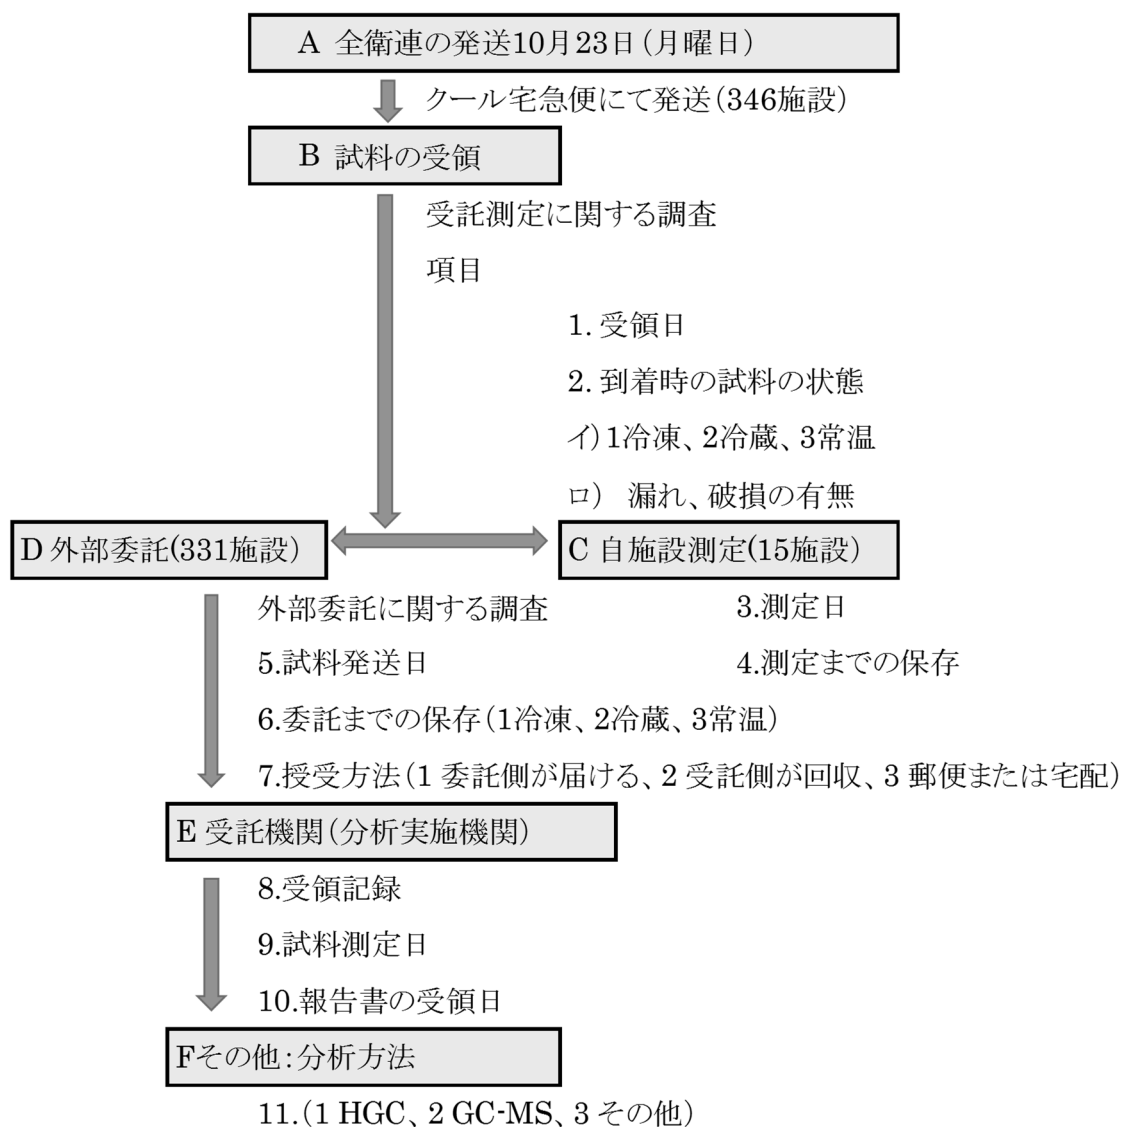 A 全衛連の発送10月23日(月曜日)
クール宅急便にて発送(346施設)
B 試料の受領
受託測定に関する調査
項目
1. 受領日
2. 到着時の試料の状態
イ)1冷凍、2冷蔵、3常温
ロ) 漏れ、破損の有無
D 外部委託(331施設)
C 自施設測定(15施設)
外部委託に関する調査
3.測定日
5.試料発送日
4.測定までの保存
6.委託までの保存(1冷凍、2冷蔵、3常温)
7.授受方法(1 委託側が届ける、2 受託側が回収、3 郵便または宅配)
E 受託機関(分析実施機関)
8.受領記録
9.試料測定日
10.報告書の受領日
Fその他:分析方法
11.(1 HGC、2 GC-MS、3 その他)